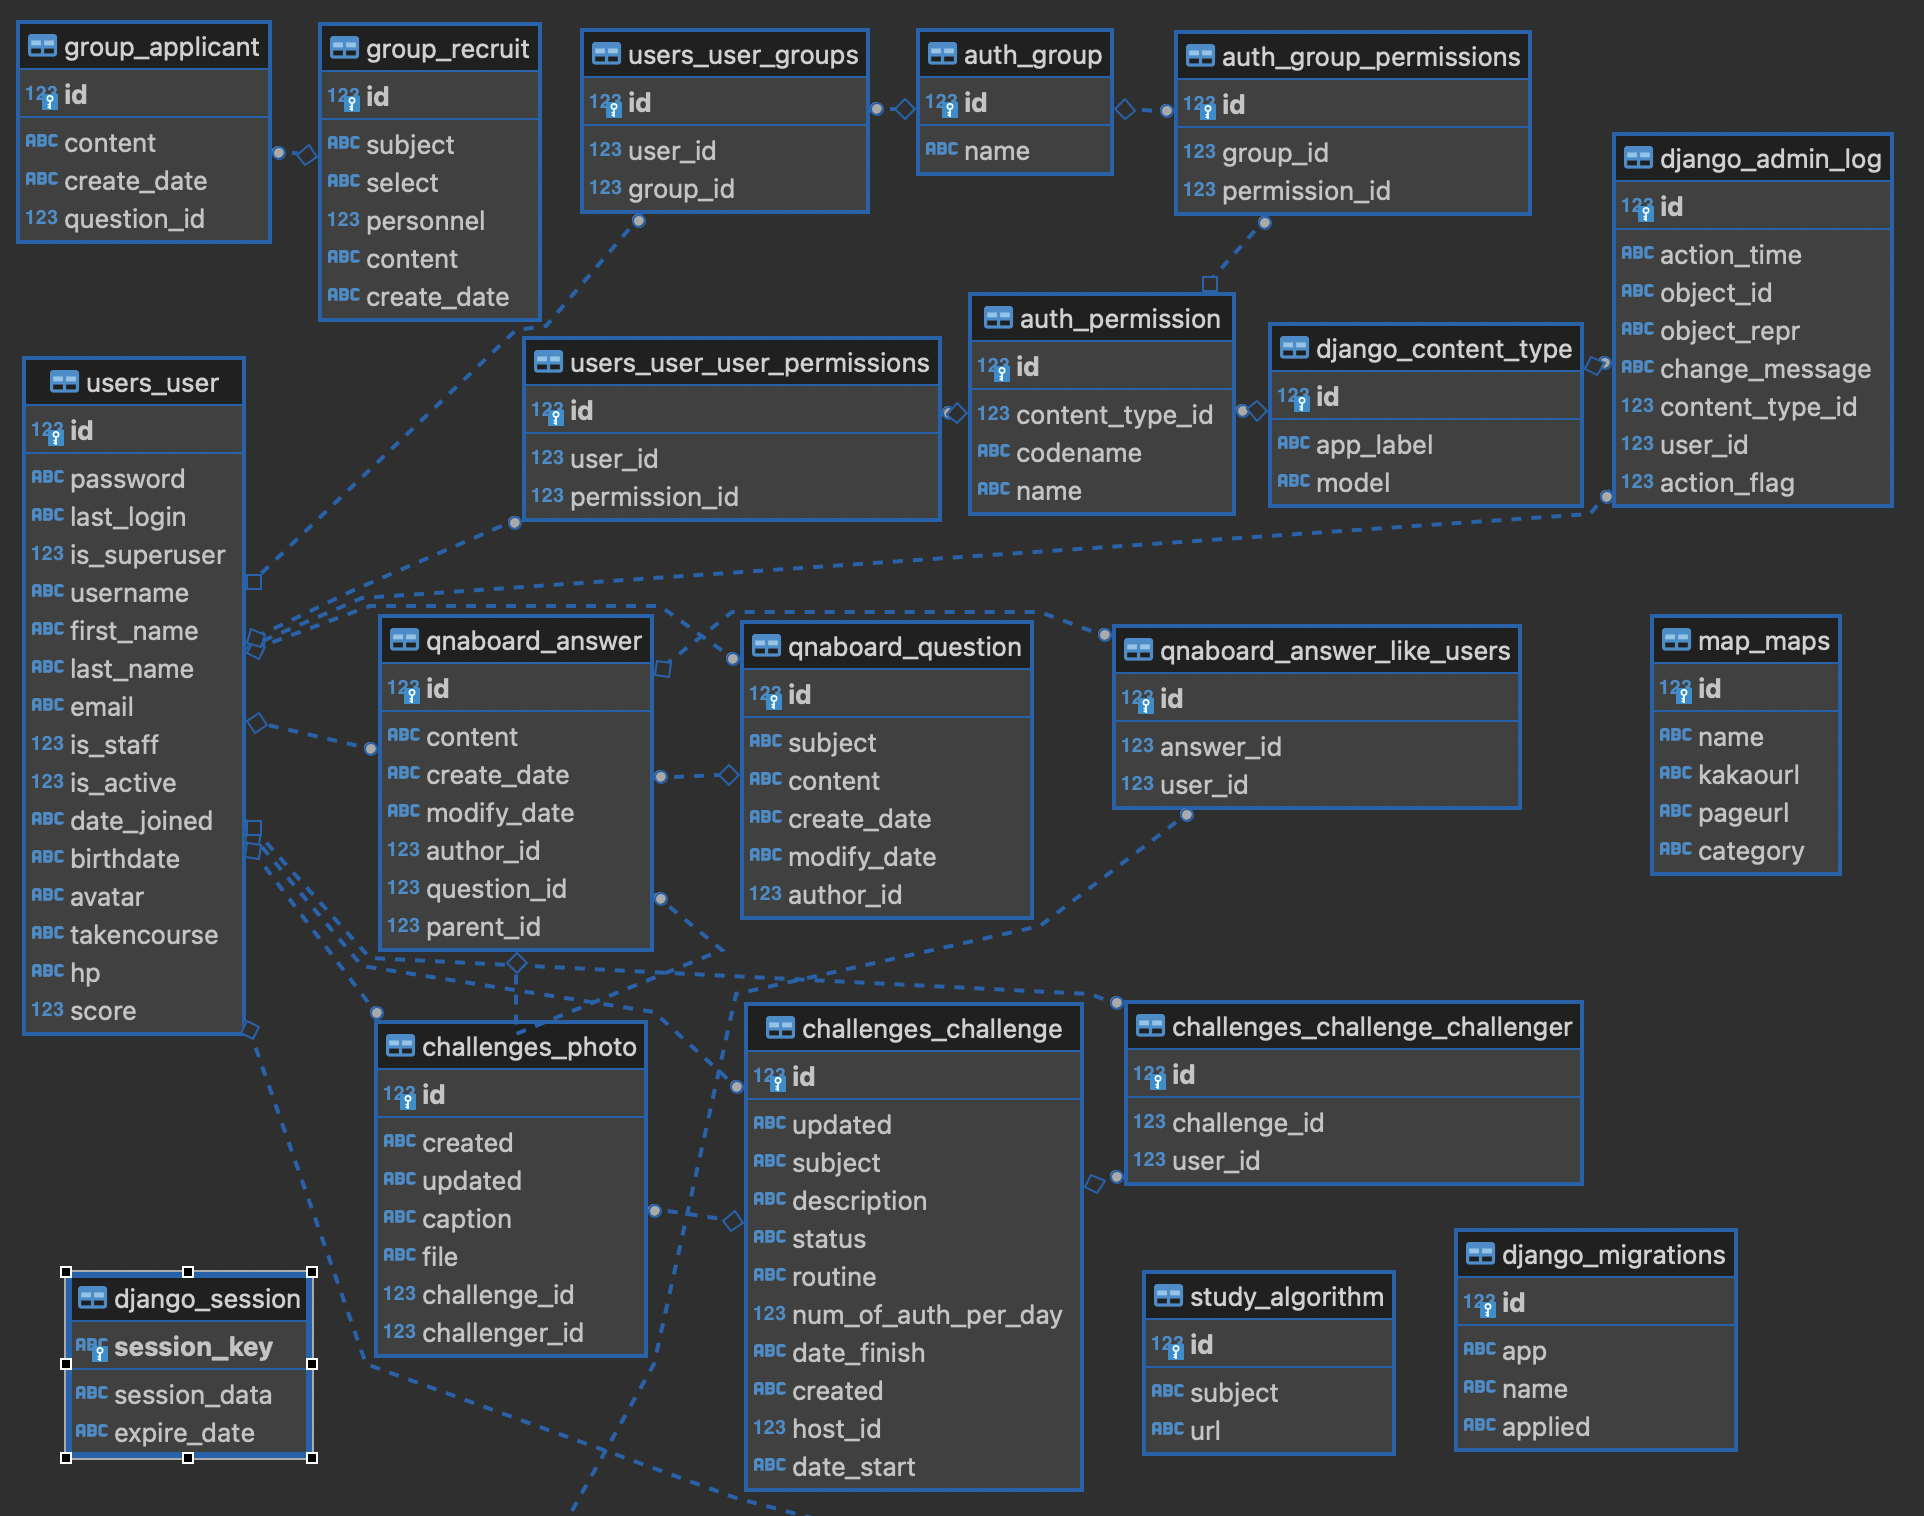 group_applicant
123 id
ABC content
ABC create_date
123 question_id
group_recruit
123 id
ABC subject
ABC select
123 personnel
ABC content
ABC create_date
users_user_groups
123 id
123 user_id
123 group_id
auth_group
123 id
ABC name
auth_group_permissions
123 id
123 group_id
123 permission_id
django_admin_log
123 id
ABC action_time
ABC object_id
ABC object_repr
ABC change_message
123 content_type_id
123 user_id
123 action_flag
users_user
123 id
ABC password
ABC last_login
123 is_superuser
ABC username
ABC first_name
ABC last_name
ABC email
123 is_staff
123 is_active
ABC date_joined
ABC birthdate
ABC avatar
ABC takencourse
ABC hp
123 score
users_user_user_permissions
123 id
123 user_id
123 permission_id
auth_permission
123 id
123 content_type_id
ABC codename
ABC name
django_content_type
123 id
ABC app_label
ABC model
qnaboard_answer
123 id
ABC content
ABC create_date
ABC modify_date
123 author_id
123 question_id
123 parent_id
qnaboard_question
123 id
ABC subject
ABC content
ABC create_date
ABC modify_date
123 author_id
qnaboard_answer_like_users
123 id
123 answer_id
123 user_id
map_maps
123 id
ABC name
ABC kakaourl
ABC pageurl
ABC category
challenges_photo
123 id
ABC created
ABC updated
ABC caption
ABC file
123 challenge_id
123 challenger_id
challenges_challenge
123 id
ABC updated
ABC subject
ABC description
ABC status
ABC routine
123 num_of_auth_per_day
ABC date_finish
ABC created
123 host_id
ABC date_start
challenges_challenge_challenger
123 id
123 challenge_id
123 user_id
django_session
ABC session_key
ABC session_data
ABC expire_date
study_algorithm
123 id
ABC subject
ABC url
django_migrations
123 id
ABC app
ABC name
ABC applied